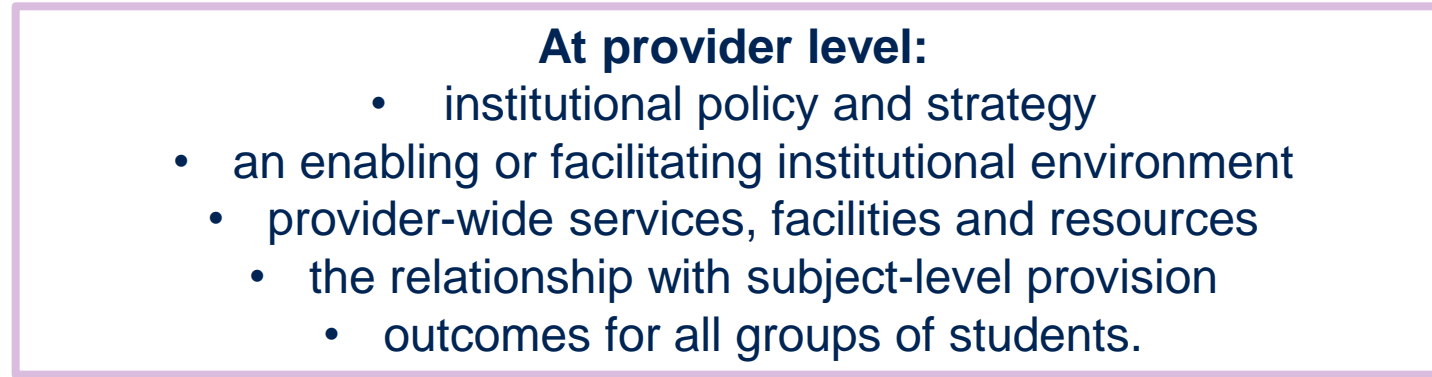 At provider level:
• institutional policy and strategy
• an enabling or facilitating institutional environment
• provider-wide services, facilities and resources
• the relationship with subject-level provision
• outcomes for all groups of students.